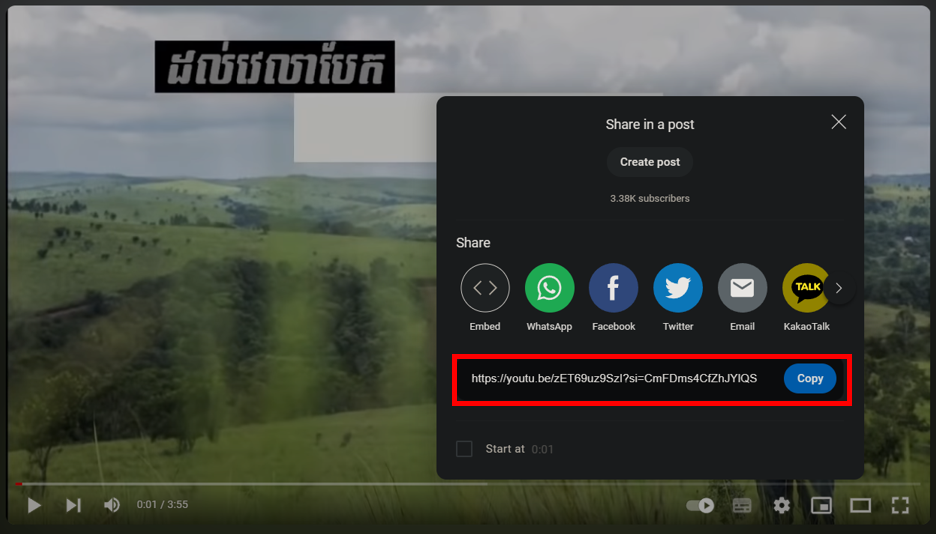 ដល់វេលាបែក
Share in a post
Create post
3.38K subscribers
Share
Embed
WhatsApp
Facebook
Twitter
Email
TALK
KakaoTalk
https://youtu.be/zET69uz9SzI?si=CmFDms4CfZhJYIQS
Copy
Start at 0:01
0:01 / 3:55